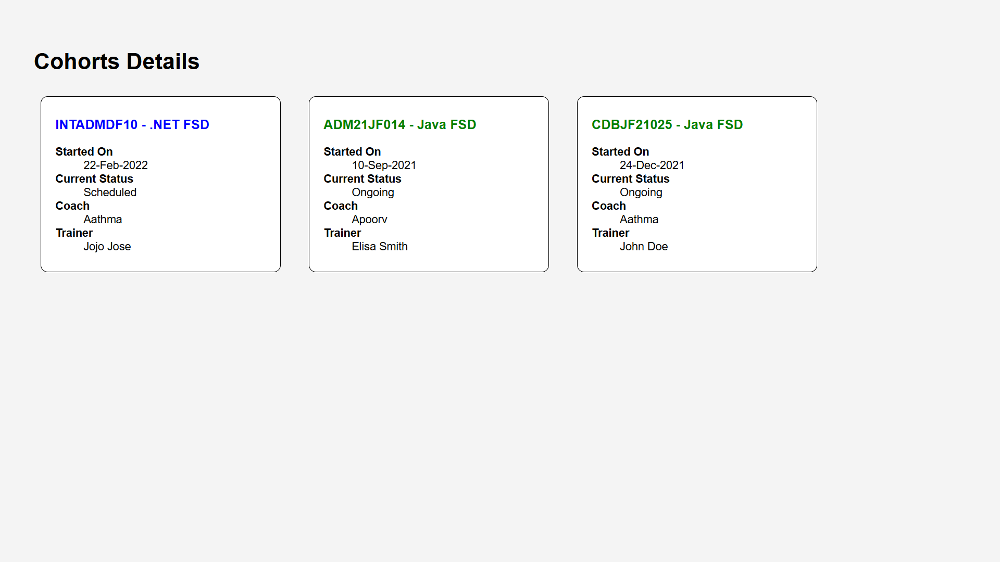 Cohorts Details
INTADMDF10 - .NET FSD
Started On
22-Feb-2022
Current Status
Scheduled
Coach
Aathma
Trainer
Jojo Jose
ADM21JF014 - Java FSD
Started On
10-Sep-2021
Current Status
Ongoing
Coach
Apoorv
Trainer
Elisa Smith
CDBJF21025 - Java FSD
Started On
24-Dec-2021
Current Status
Ongoing
Coach
Aathma
Trainer
John Doe